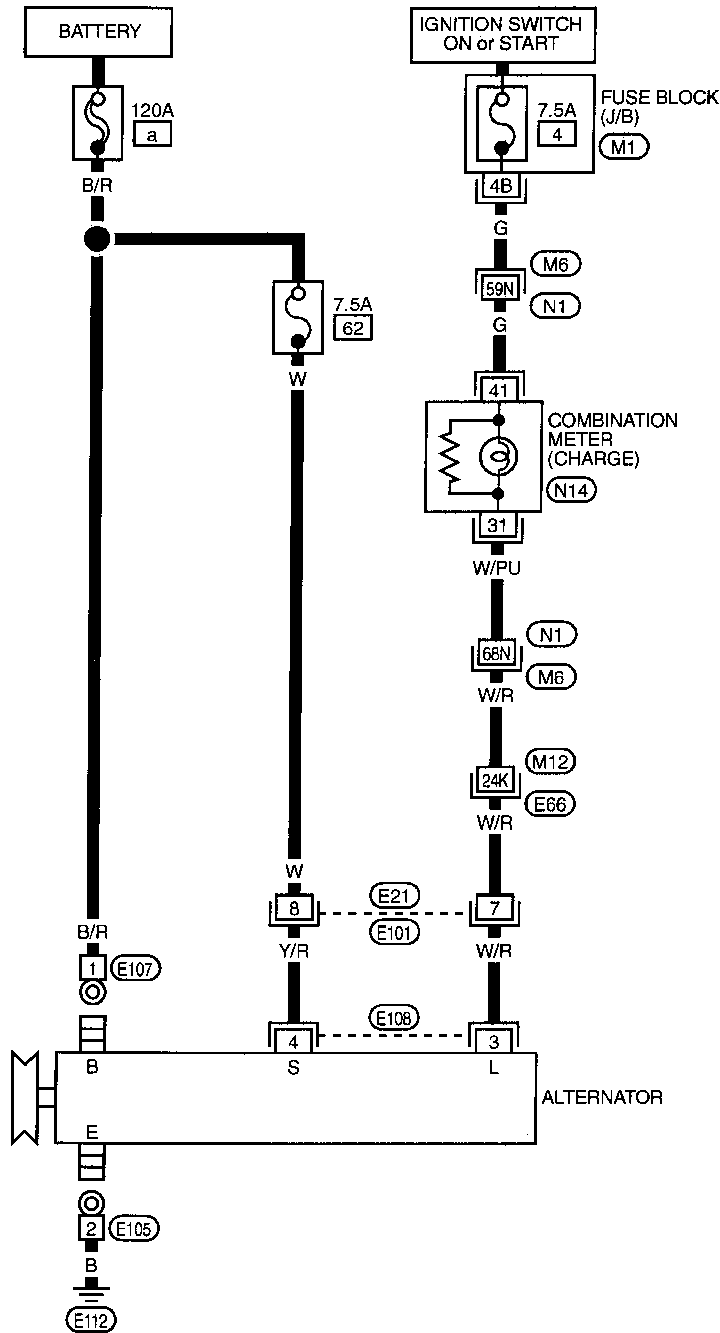 BATTERY
IGNITION SWITCH
ON or START
120A
a
7.5A
4
FUSE BLOCK
(J/B)
M1
B/R
4B
G
M6
59N
N1
G
7.5A
62
W
41
COMBINATION
METER
(CHARGE)
N14
31
W/PU
N1
68N
M6
W/R
M12
24K
E66
W/R
W
8
E21
7
E101
B/R
Y/R
W/R
1
E107
4
E108
3
B
S
L
ALTERNATOR
E
2
E105
B
E112